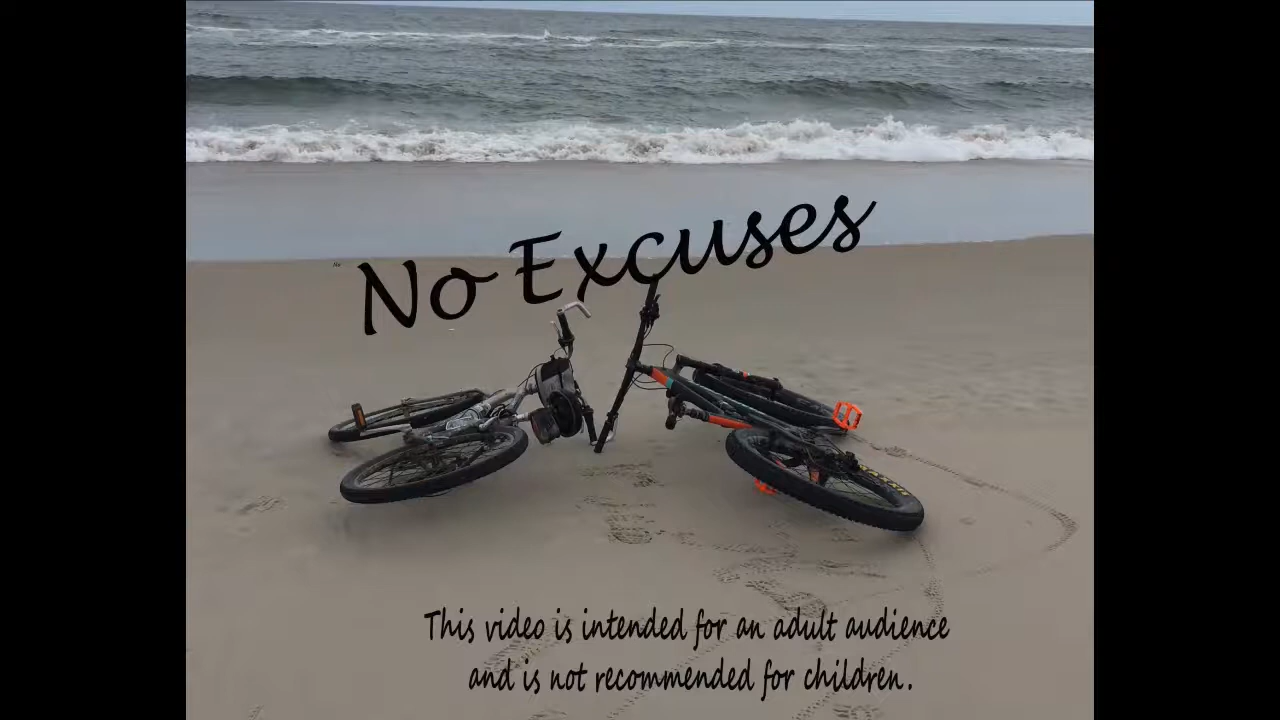 No Excuses
This video is intended for an adult audience
and is not recommended for children.